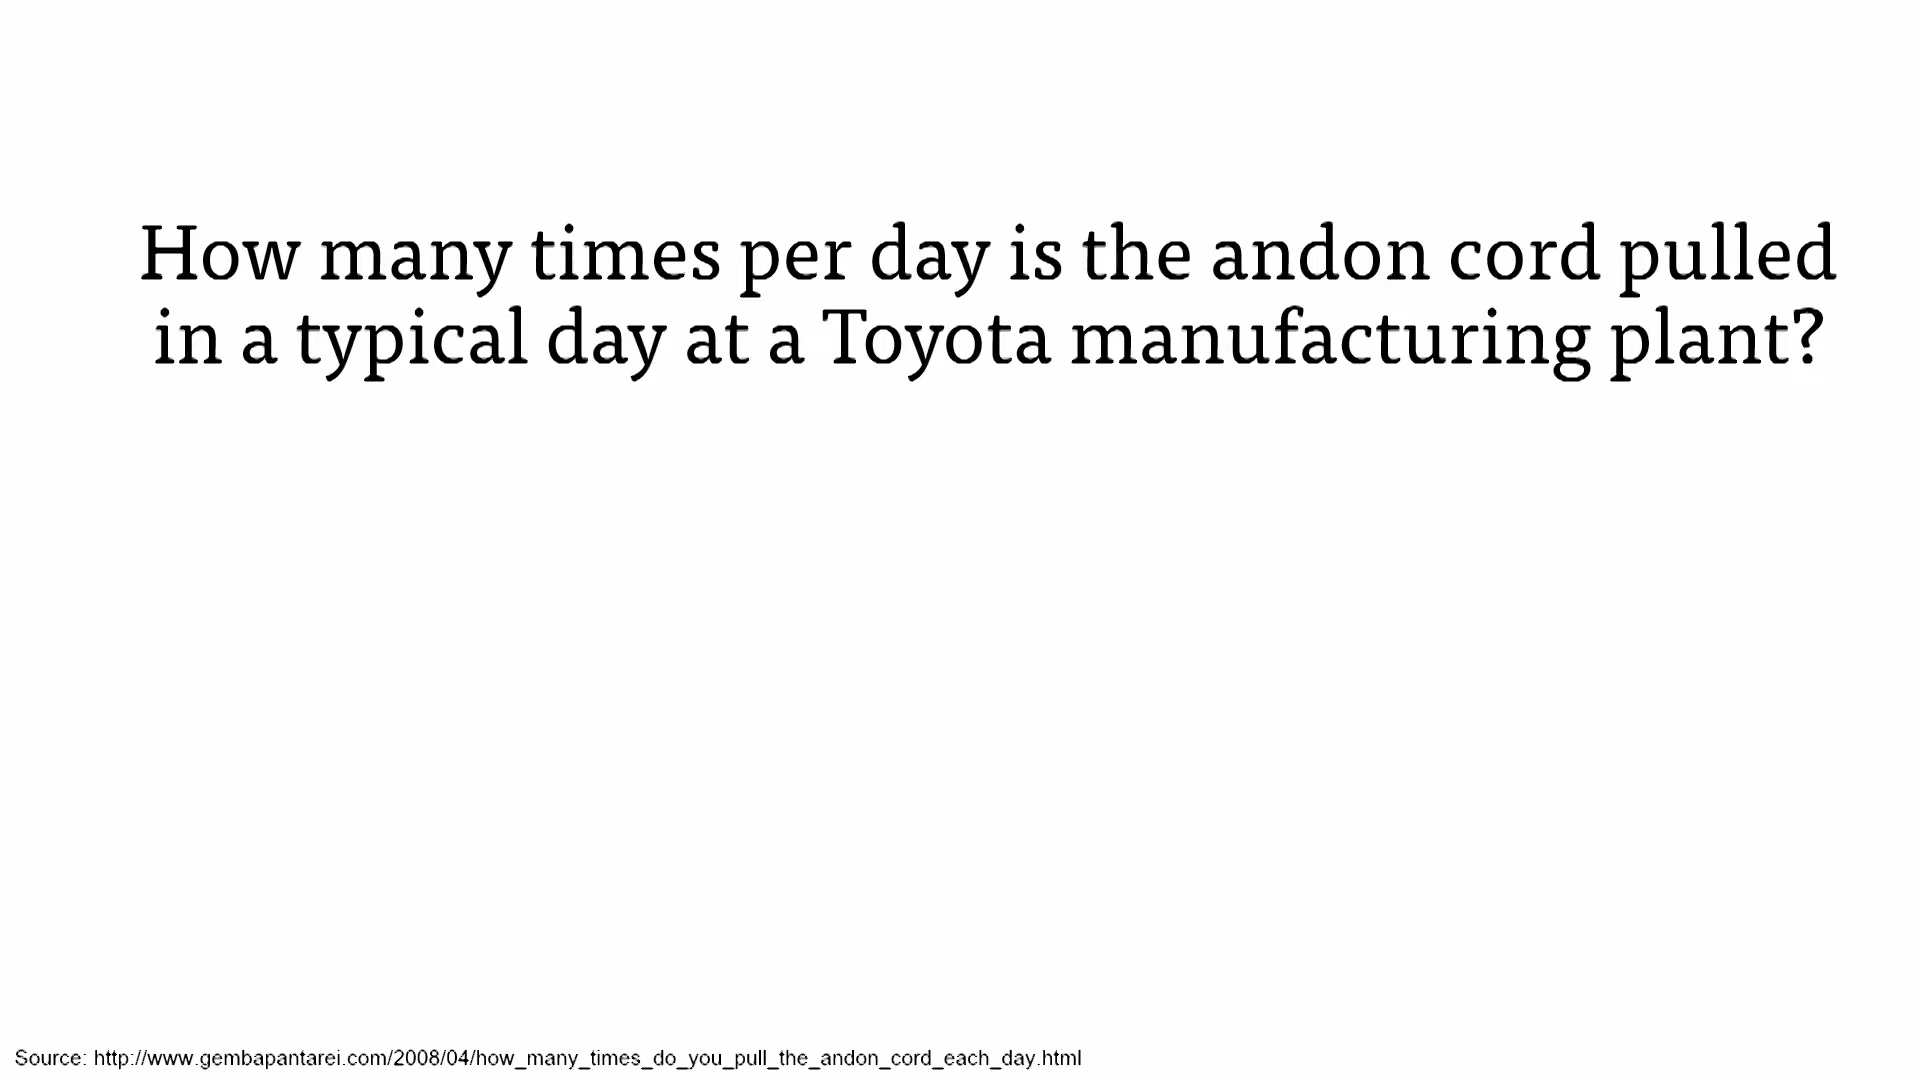 How many times per day is the andon cord pulled
in a typical day at a Toyota manufacturing plant?
Source: http://www.gembapantarei.com/2008/04/how_many_times_do_you_pull_the_andon_cord_each_day.html